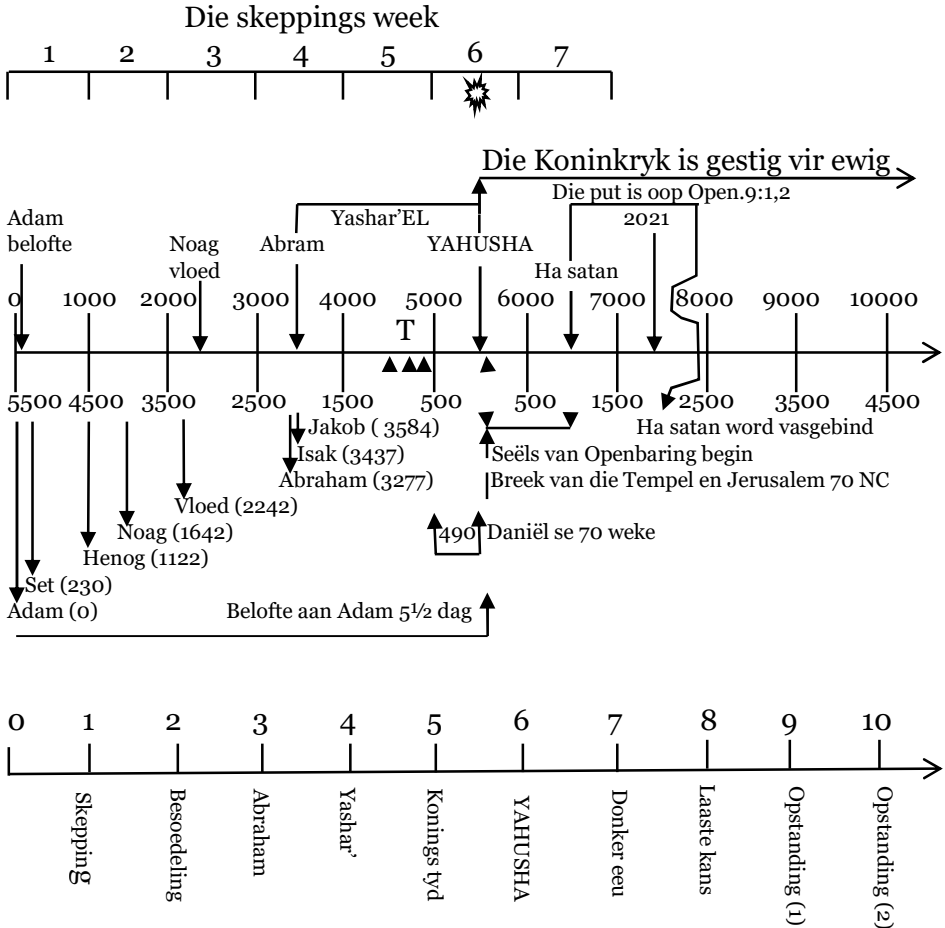 Die skeppings week
1 2 3 4 5 6 7
Die Koninkryk is gestig vir ewig
Die put is oop Open.9:1,2
Adam
belofte
Noag
vloed
Abram
Yashar’EL
YAHUSHA
Ha satan
2021
0 1000 2000 3000 4000 5000 6000 7000 8000 9000 10000
T
5500 4500 3500 2500 1500 500 500 1500 2500 3500 4500
Jakob ( 3584)
Isak (3437)
Abraham (3277)
Vloed (2242)
Noag (1642)
Henog (1122)
Set (230)
Adam (0)
Ha satan word vasgebind
Seëls van Openbaring begin
Breek van die Tempel en Jerusalem 70 NC
490
Daniël se 70 weke
Belofte aan Adam 5½ dag
0 1 2 3 4 5 6 7 8 9 10
Skepping
Besoedeling
Abraham
Yashar’
Konings tyd
YAHUSHA
Donker eeu
Laaste kans
Opstanding (1)
Opstanding (2)